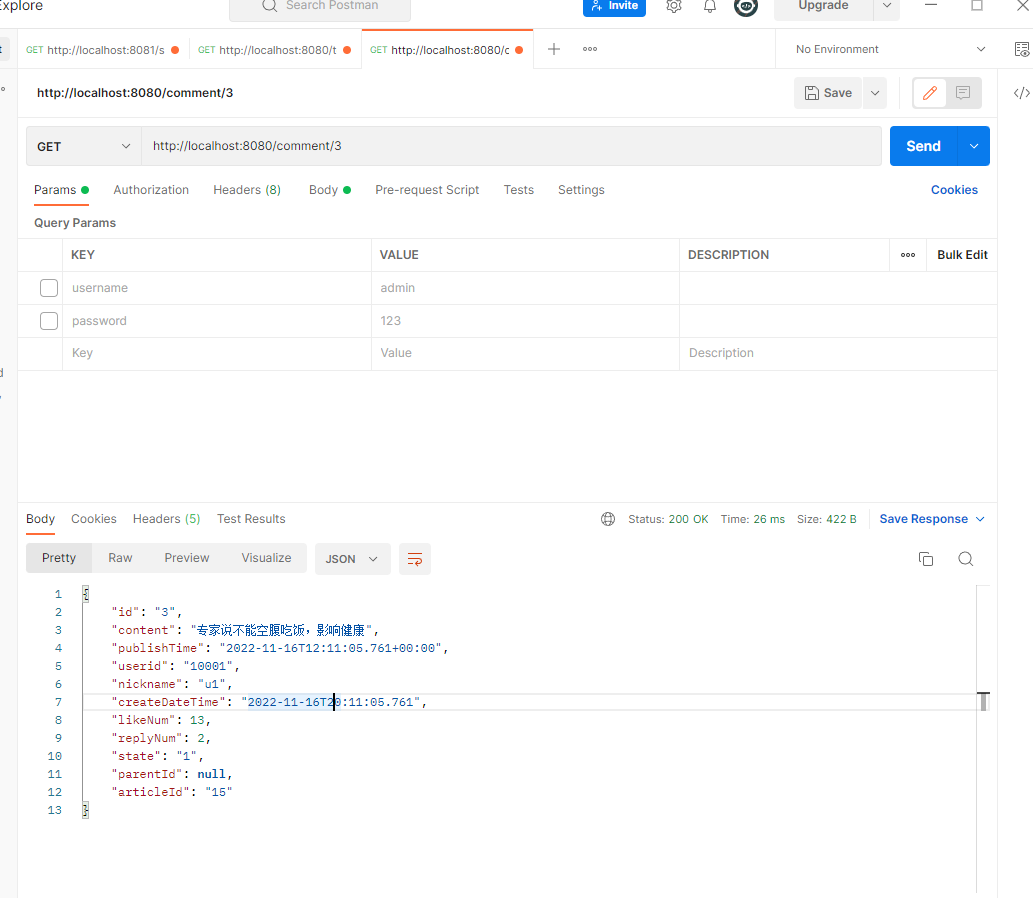 Explore
Search Postman
Invite
Upgrade
GET http://localhost:8081/s
GET http://localhost:8080/t
GET http://localhost:8080/c
No Environment
http://localhost:8080/comment/3
Save
</>
GET
http://localhost:8080/comment/3
Send
Params
Authorization
Headers (8)
Body
Pre-request Script
Tests
Settings
Cookies
Query Params
KEY VALUE DESCRIPTION Bulk Edit
username admin
password 123
Key Value Description
Body
Cookies
Headers (5)
Test Results
Status: 200 OK
Time: 26 ms
Size: 422 B
Save Response
Pretty
Raw
Preview
Visualize
JSON
1 {
2 "id": "3",
3 "content": "专家说不能空腹吃饭，影响健康",
4 "publishTime": "2022-11-16T12:11:05.761+00:00",
5 "userid": "10001",
6 "nickname": "u1",
7 "createDateTime": "2022-11-16T20:11:05.761",
8 "likeNum": 13,
9 "replyNum": 2,
10 "state": "1",
11 "parentId": null,
12 "articleId": "15"
13 }